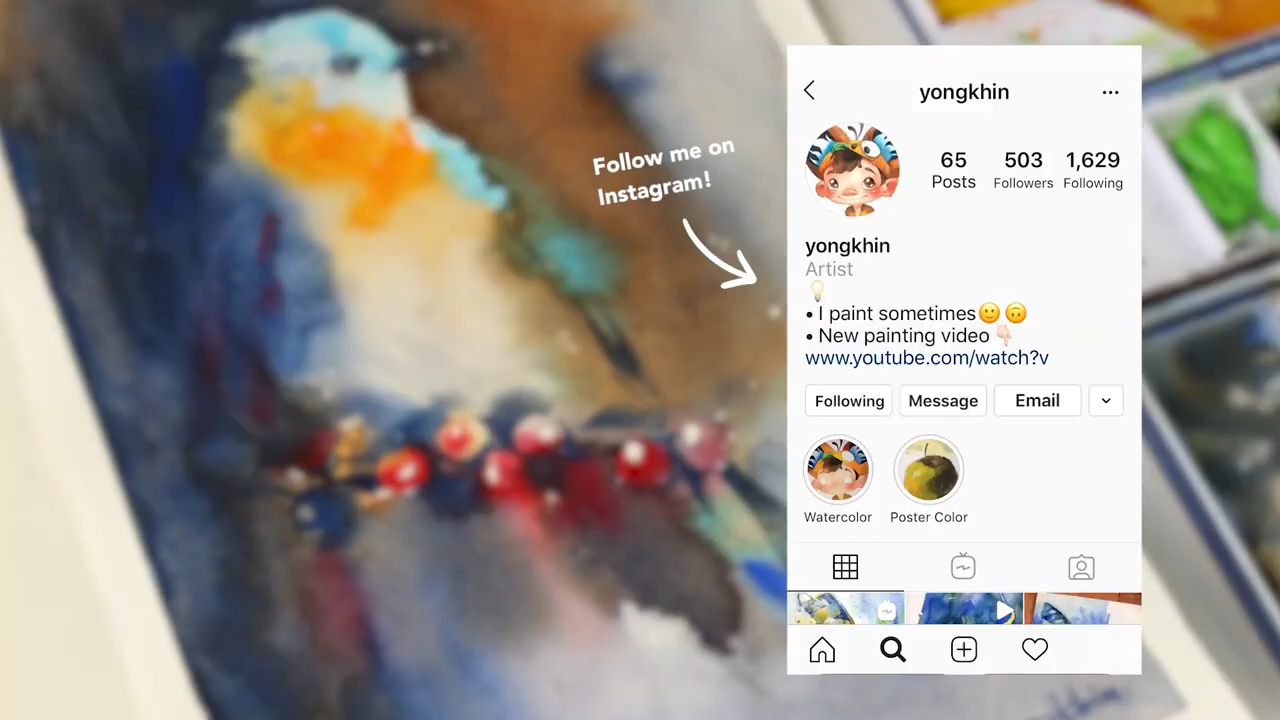 Follow me on
Instagram!
yongkhin
65 503 1,629
Posts Followers Following
yongkhin
Artist
💡
• I paint sometimes🙂 🙃
• New painting video 👇🏻
www.youtube.com/watch?v
Following Message Email
Watercolor Poster Color